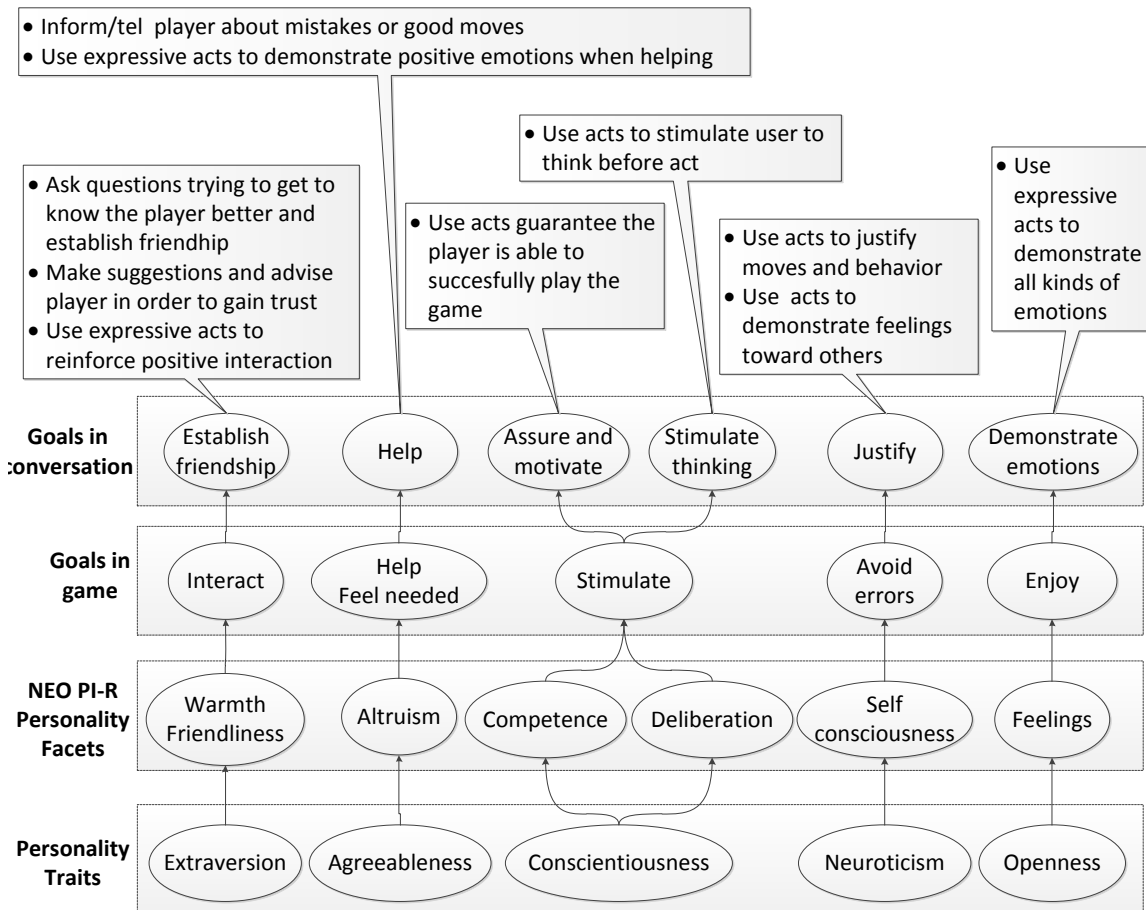 • Inform/tel player about mistakes or good moves
• Use expressive acts to demonstrate positive emotions when helping
• Use acts to stimulate user to
think before act
• Ask questions trying to get to
know the player better and
establish friendhip
• Make suggestions and advise
player in order to gain trust
• Use expressive acts to
reinforce positive interaction
• Use acts guarantee the
player is able to
succesfully play the
game
• Use acts to justify
moves and behavior
• Use acts to
demonstrate feelings
toward others
• Use
expressive
acts to
demonstrate
all kinds of
emotions
Goals in
conversation
Establish
friendship
Help
Assure and
motivate
Stimulate
thinking
Justify
Demonstrate
emotions
Goals in
game
Interact
Help
Feel needed
Stimulate
Avoid
errors
Enjoy
NEO PI-R
Personality
Facets
Warmth
Friendliness
Altruism
Competence
Deliberation
Self
consciousness
Feelings
Personality
Traits
Extraversion
Agreeableness
Conscientiousness
Neuroticism
Openness